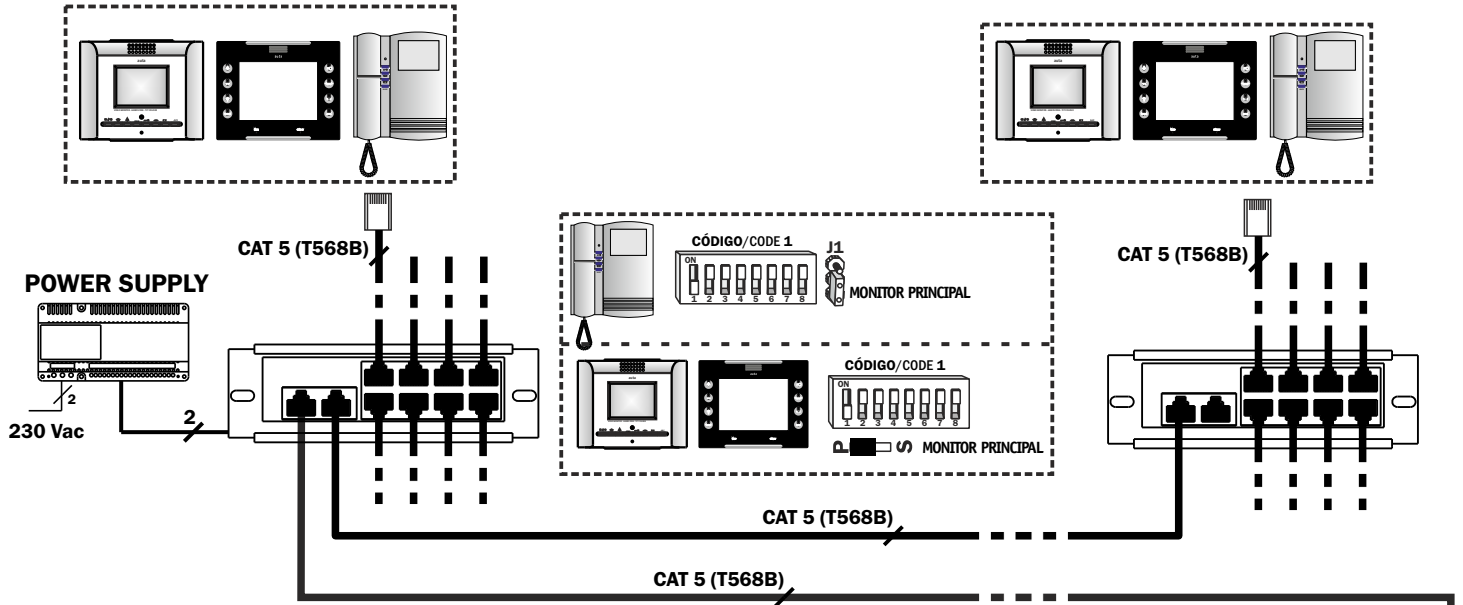 CAT 5 (T568B)
CAT 5 (T568B)
POWER SUPPLY
2
230 Vac
2
CÓDIGO/CODE 1
ON
1 2 3 4 5 6 7 8
J1
MONITOR PRINCIPAL
CÓDIGO/CODE 1
ON
1 2 3 4 5 6 7 8
P S MONITOR PRINCIPAL
CAT 5 (T568B)
CAT 5 (T568B)